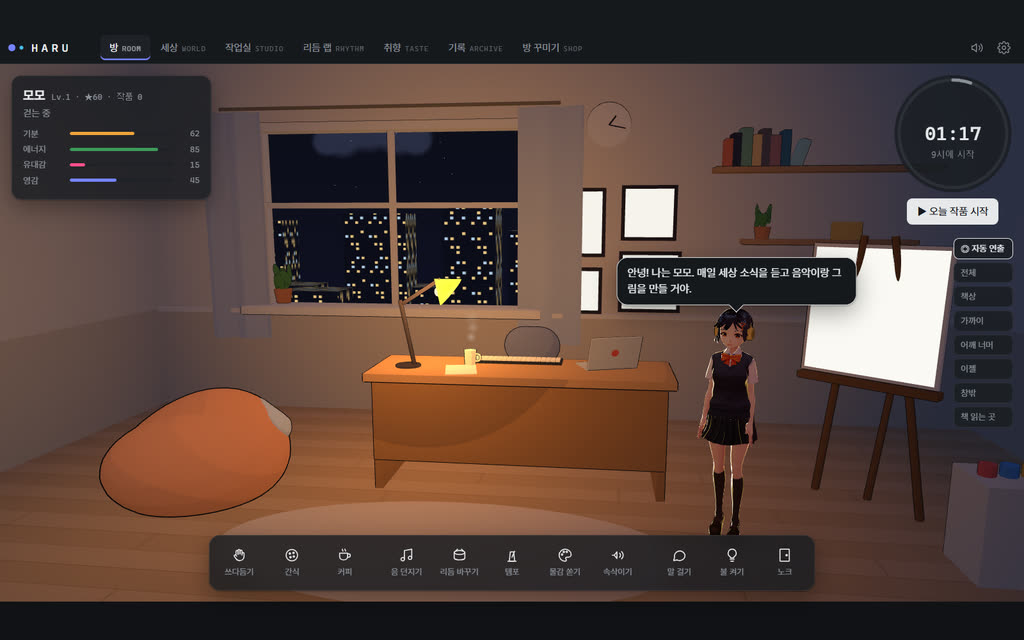 HARU
방 ROOM
세상 WORLD
작업실 STUDIO
리듬 랩 RHYTHM
취향 TASTE
기록 ARCHIVE
방 꾸미기 SHOP
모모 Lv.1 · ★60 · 작품 0
걷는 중
기분 62
에너지 85
유대감 15
영감 45
01:17
9시에 시작
▶ 오늘 작품 시작
자동 연출
전체
책상
가까이
어깨 너머
이젤
창밖
책 읽는 곳
안녕! 나는 모모. 매일 세상 소식을 듣고 음악이랑 그
림을 만들 거야.
쓰다듬기
간식
커피
음 던지기
리듬 바꾸기
템포
물감 쏟기
속삭이기
말 걸기
불 켜기
노크